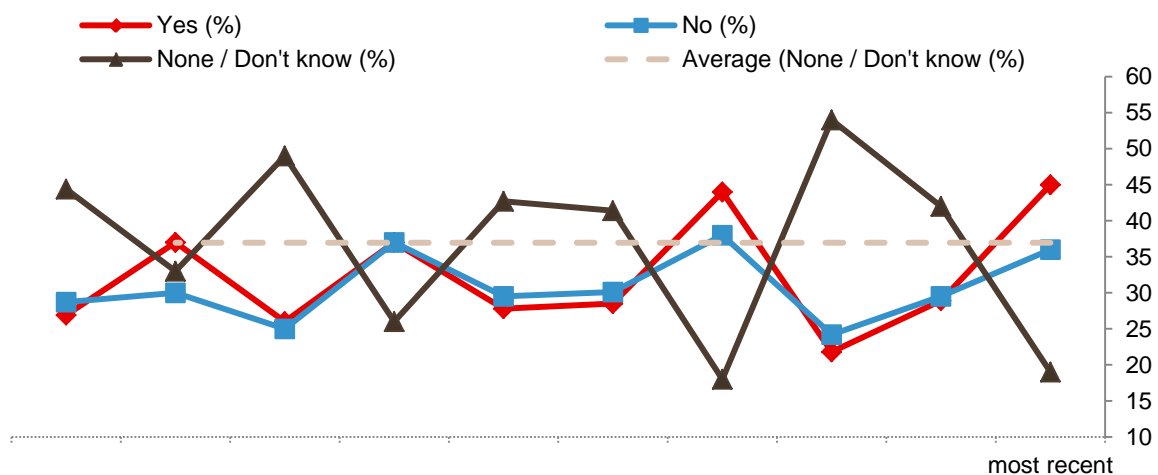 Yes (%)
No (%)
None / Don't know (%)
Average (None / Don't know (%)
60
55
50
45
40
35
30
25
20
15
10
most recent